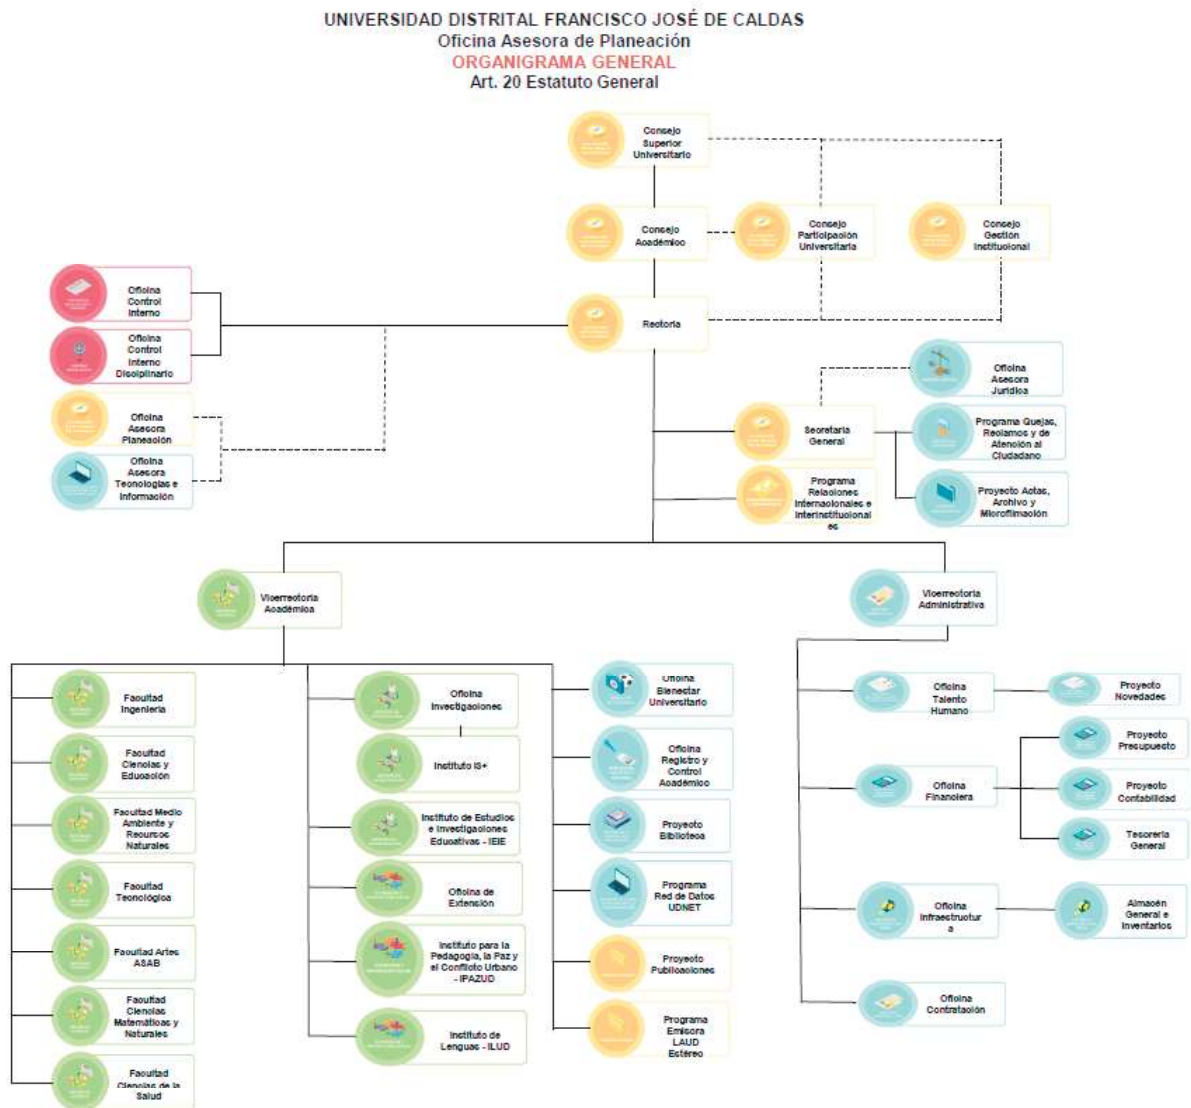 UNIVERSIDAD DISTRITAL FRANCISCO JOSÉ DE CALDAS
Oficina Asesora de Planeación
ORGANIGRAMA GENERAL
Art. 20 Estatuto General
Consejo
Superior
Universitario
Consejo
Académico
Consejo
Participación
Universitaria
Consejo
Gestión
Institucional
Oficina
Control
Interno
Rectoría
Oficina
Control
Interno
Disciplinario
Oficina
Asesora
Jurídica
Oficina
Asesora
Planeación
Secretaría
General
Programa Quejas,
Reclamos y de
Atención al
Ciudadano
Oficina
Asesora
Tecnologías e
Información
Programa
Relaciones
Internacionales e
Interinstitucional
es
Proyecto Actas,
Archivo y
Microfilmación
Vicerrectoría
Académica
Vicerrectoría
Administrativa
Facultad
Ingeniería
Facultad
Ciencias y
Educación
Facultad Medio
Ambiente y
Recursos
Naturales
Facultad
Tecnológica
Facultad Artes
ASAB
Facultad
Ciencias
Matemáticas y
Naturales
Facultad
Ciencias de la
Salud
Oficina
Investigaciones
Instituto IS+
Instituto de Estudios
e Investigaciones
Educativas - IEIE
Oficina de
Extensión
Instituto para la
Pedagogía, la Paz y
el Conflicto Urbano
- IPAZUD
Instituto de
Lenguas - ILUD
Oficina
Bienestar
Universitario
Oficina
Registro y
Control
Académico
Proyecto
Biblioteca
Programa
Red de Datos
UDNET
Proyecto
Publicaciones
Programa
Emisora
LAUD
Estéreo
Oficina
Talento
Humano
Proyecto
Novedades
Oficina
Financiera
Proyecto
Presupuesto
Proyecto
Contabilidad
Tesorería
General
Oficina
Infraestructur
a
Almacén
General e
Inventarios
Oficina
Contratación